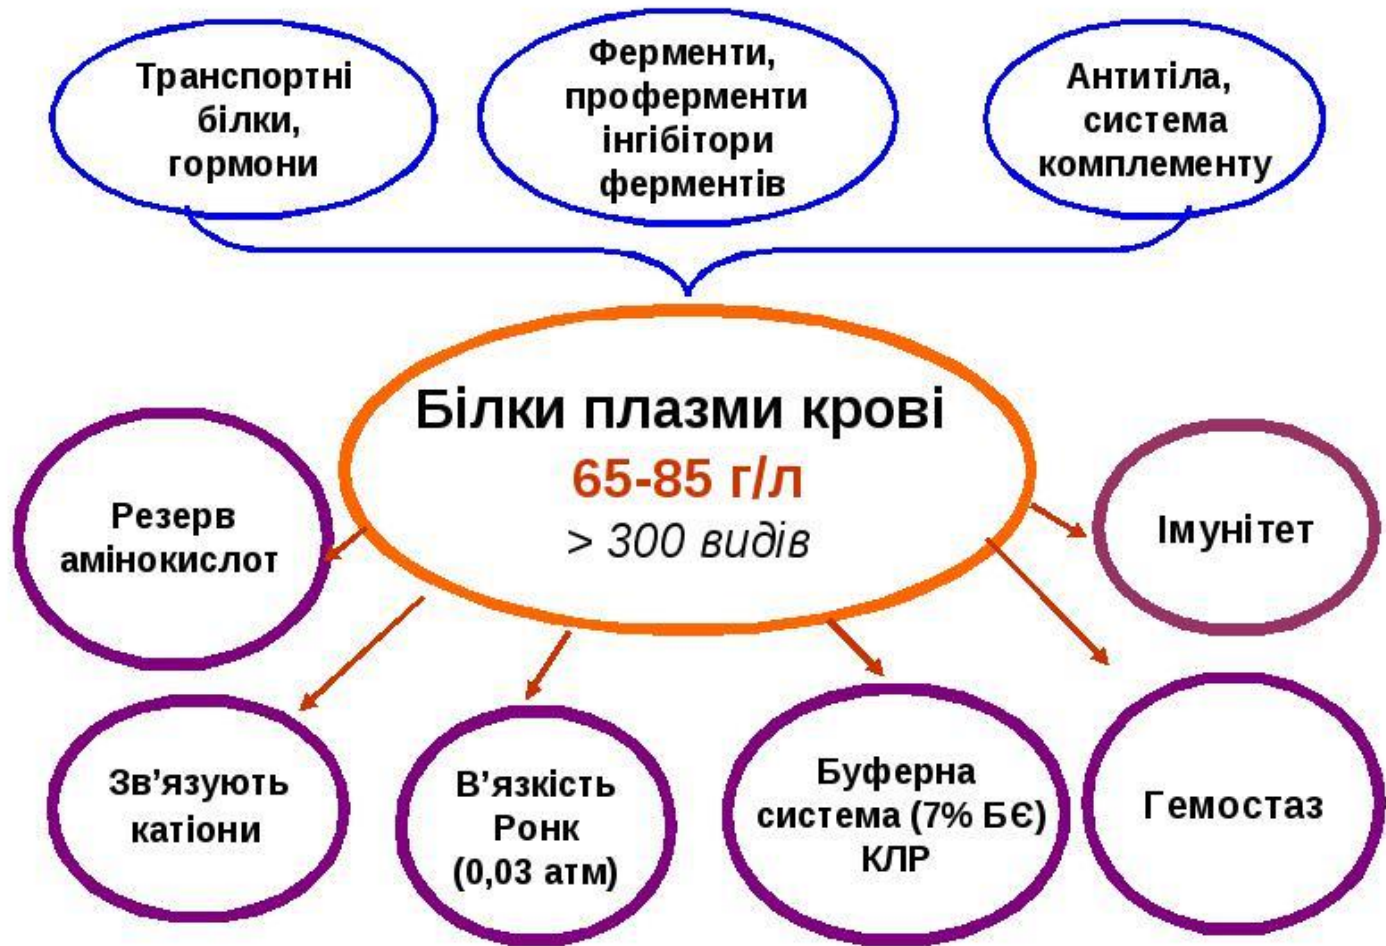 Транспортні
білки,
гормони
Ферменти,
проферменти
інгібітори
ферментів
Антитіла,
система
комплементу
Білки плазми крові
65-85 г/л
> 300 видів
Резерв
амінокислот
Імунітет
Зв’язують
катіони
В’язкість
Ронк
(0,03 атм)
Буферна
система (7% БЄ)
КЛР
Гемостаз